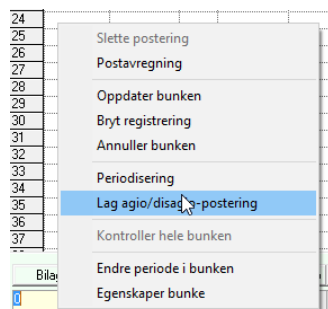 24
25
26
27
28
29
30
31
32
33
34
35
36
37
Slette postering
Postavregning
Oppdater bunken
Bryt registrering
Annuller bunken
Periodisering
Lag agio/disagio-postering
Kontroller hele bunken
Endre periode i bunken
Egenskaper bunke
Bilag
0